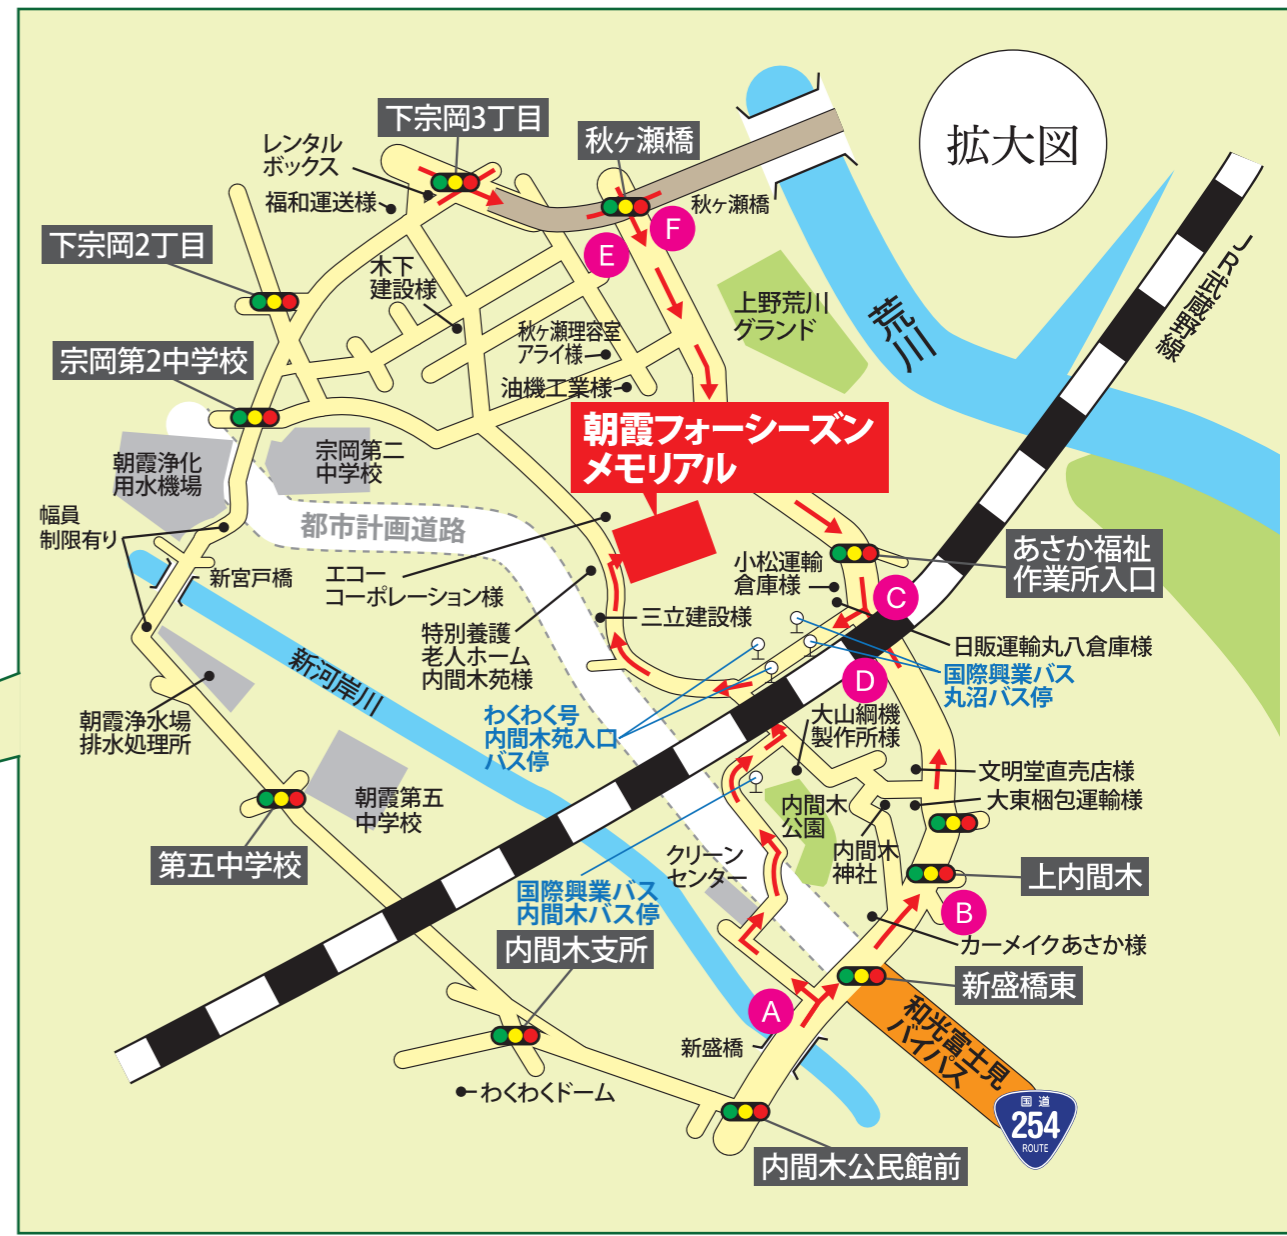 拡大図
下宗岡3丁目
秋ヶ瀬橋
レンタル
ボックス
福和運送様
秋ヶ瀬橋
F
E
下宗岡2丁目
木下
建設様
上野荒川
グランド
荒川
JR武蔵野線
秋ヶ瀬理容室
アライ様
油機工業様
宗岡第2中学校
朝霞フォーシーズン
メモリアル
宗岡第二
中学校
朝霞浄化
用水機場
幅員
制限有り
都市計画道路
新宮戸橋
エコー
コーポレーション様
特別養護
老人ホーム
内間木苑様
三立建設様
小松運輸
倉庫様
あさか福祉
作業所入口
C
日販運輸丸八倉庫様
国際興業バス
丸沼バス停
D
新河岸川
わくわく号
内間木苑入口
バス停
大山綱機
製作所様
朝霞浄水場
排水処理所
文明堂直売店様
大東梱包運輸様
朝霞第五
中学校
内間木
公園
内間木
神社
第五中学校
クリーン
センター
上内間木
国際興業バス
内間木バス停
B
カーメイクあさか様
内間木支所
新盛橋東
A
新盛橋
和光富士見
バイパス
国道
254
ROUTE
わくわくドーム
内間木公民館前